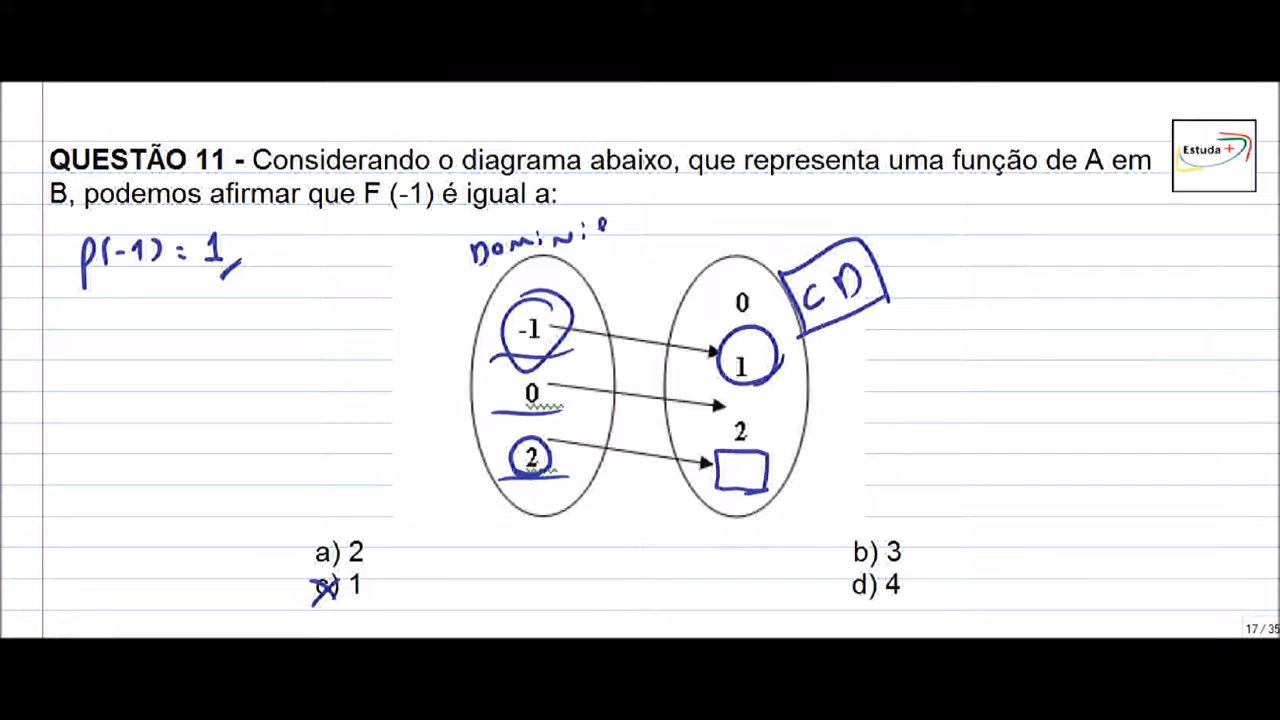 QUESTÃO 11 - Considerando o diagrama abaixo, que representa uma função de A em
B, podemos afirmar que F (-1) é igual a:
Estuda +
f(-1) = 1
DOMINIO
CD
-1
0
2
0
1
2
a) 2
b) 3
c) 1
d) 4
17 / 35